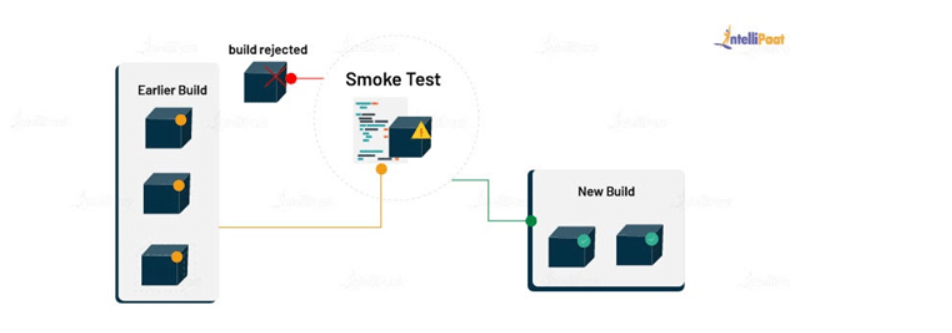 build rejected
IntelliPaat
Earlier Build
Smoke Test
New Build